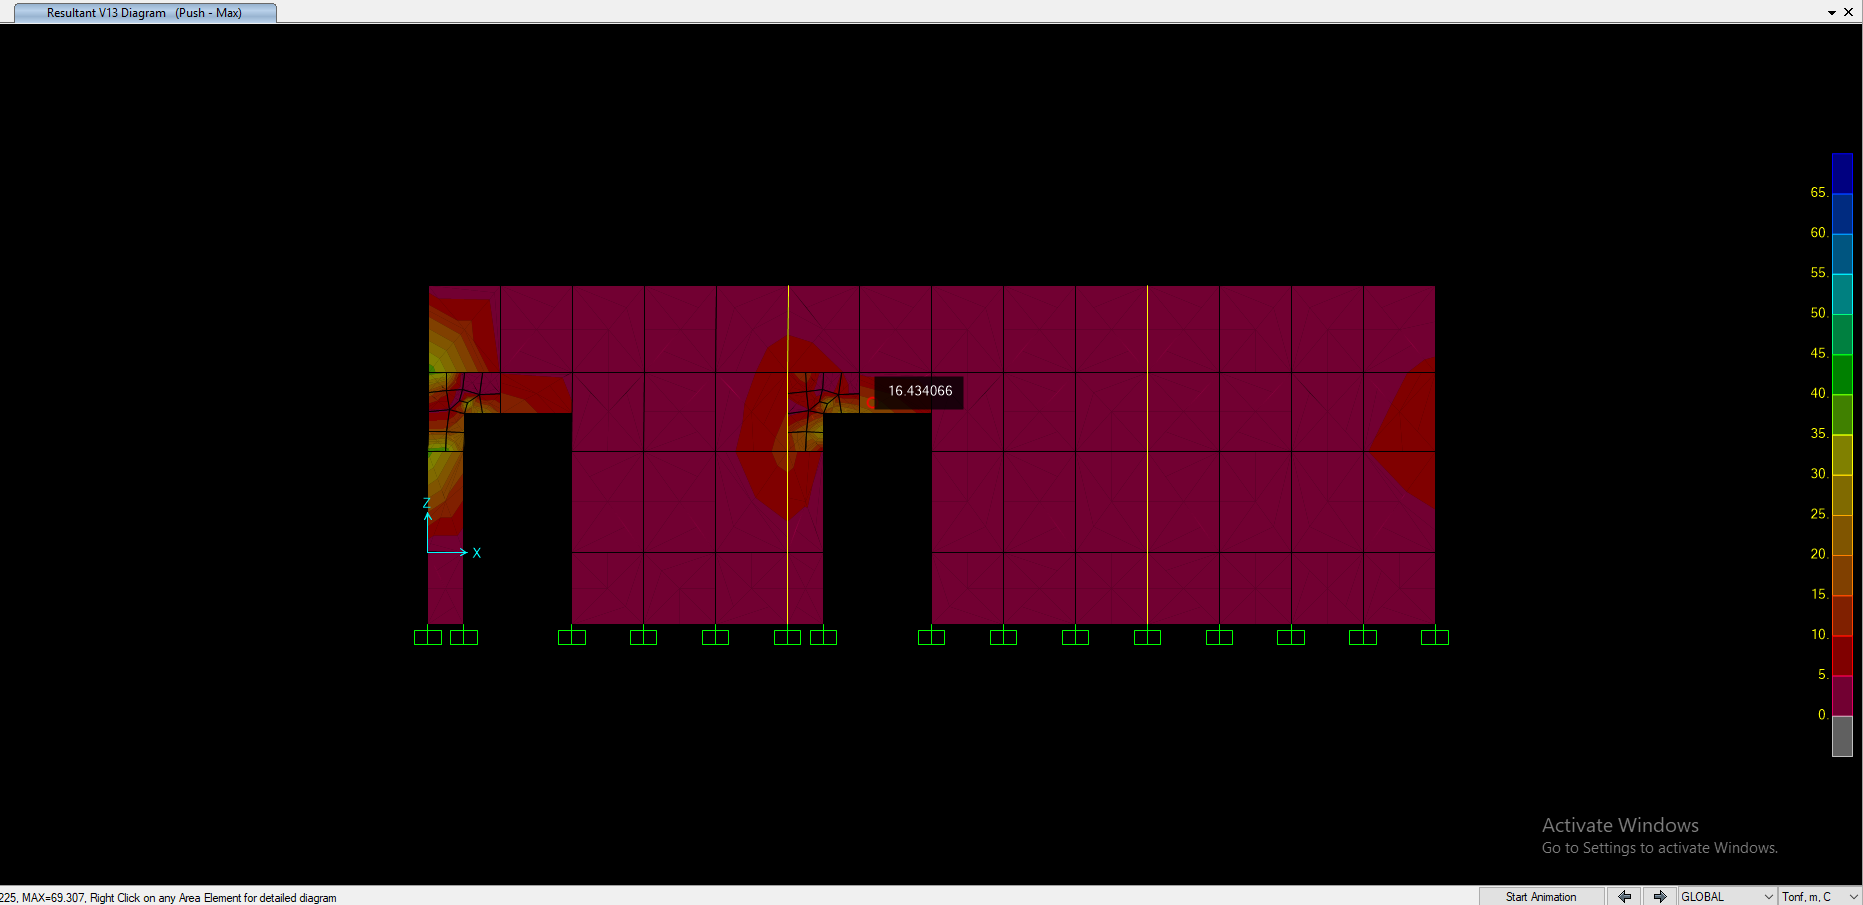 Resultant V13 Diagram (Push - Max)
65.
60.
55.
50.
45.
40.
35.
30.
25.
20.
15.
10.
5.
0.
16.434066
Z
X
Activate Windows
Go to Settings to activate Windows.
225, MAX=69.307, Right Click on any Area Element for detailed diagram
Start Animation
GLOBAL
Tonf, m, C